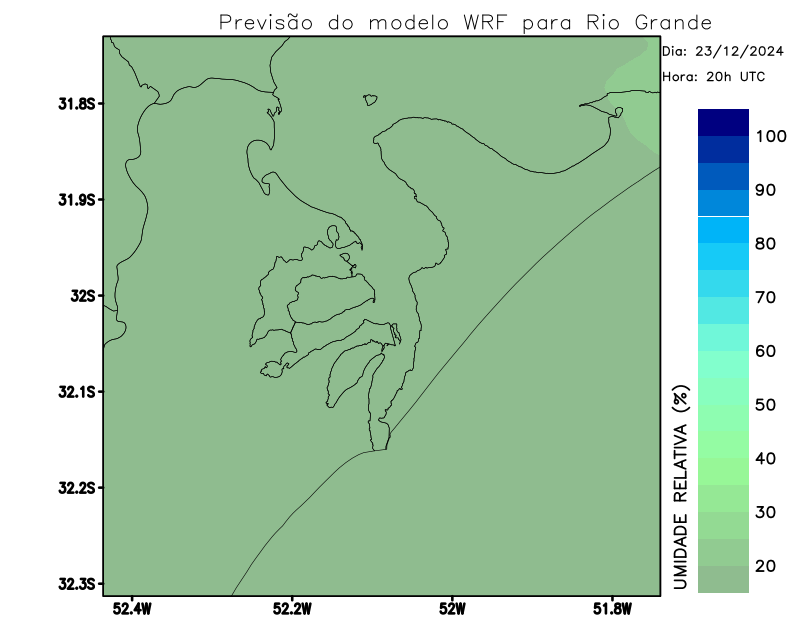 Previsão do modelo WRF para Rio Grande
Dia: 23/12/2024
Hora: 20h UTC
31.8S
31.9S
32S
32.1S
32.2S
32.3S
52.4W
52.2W
52W
51.8W
UMIDADE RELATIVA (%)
100
90
80
70
60
50
40
30
20